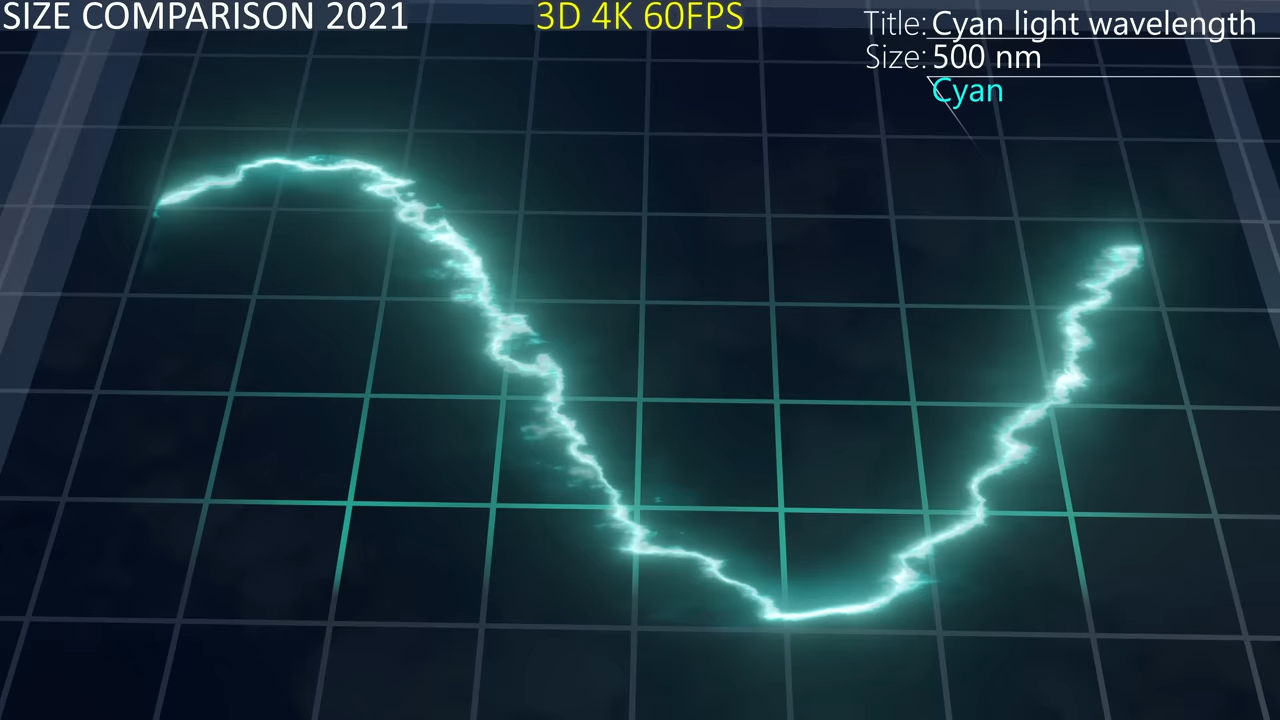 SIZE COMPARISON 2021
3D 4K 60FPS
Title: Cyan light wavelength
Size: 500 nm
Cyan